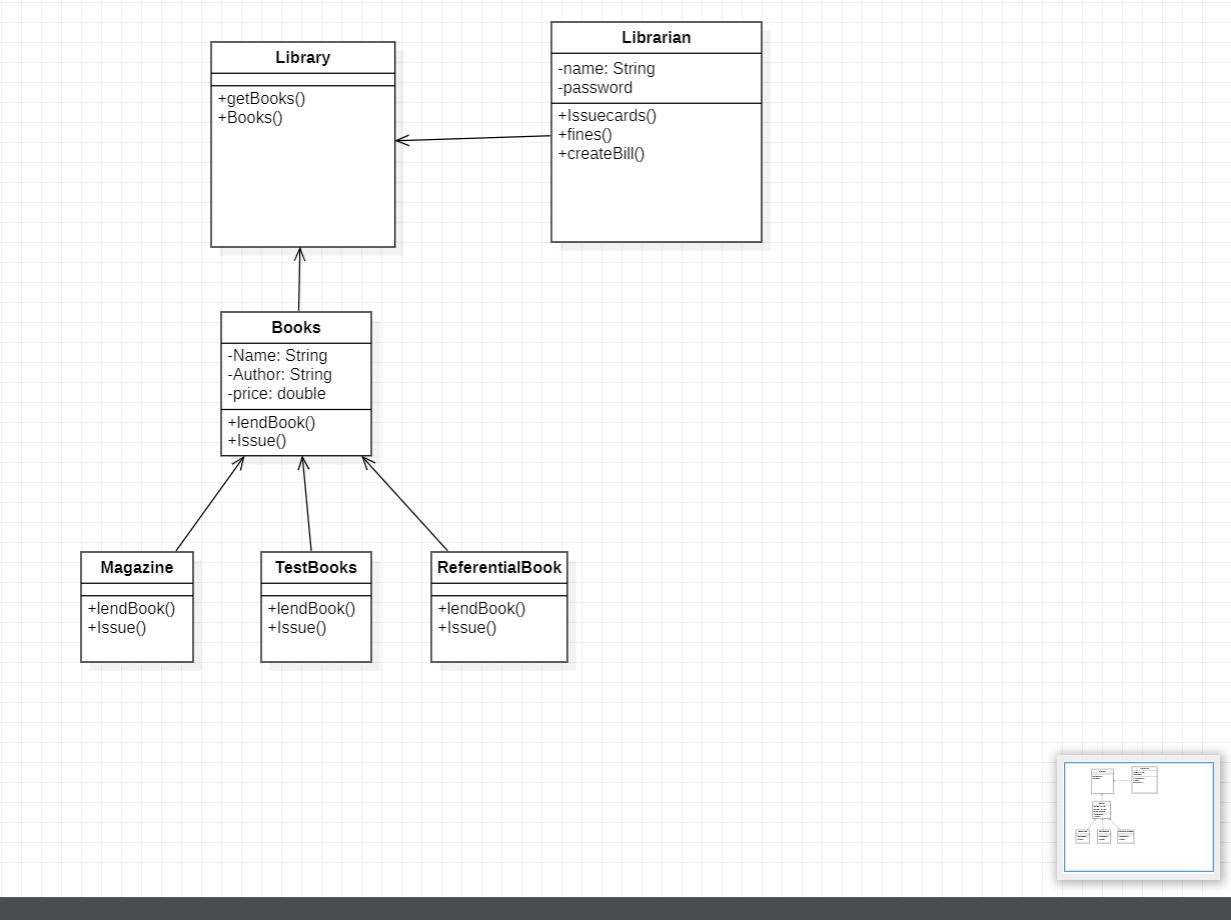 Library
+getBooks()
+Books()
Librarian
-name: String
-password
+Issuecards()
+fines()
+createBill()
Books
-Name: String
-Author: String
-price: double
+lendBook()
+Issue()
Magazine
+lendBook()
+Issue()
TestBooks
+lendBook()
+Issue()
ReferentialBook
+lendBook()
+Issue()